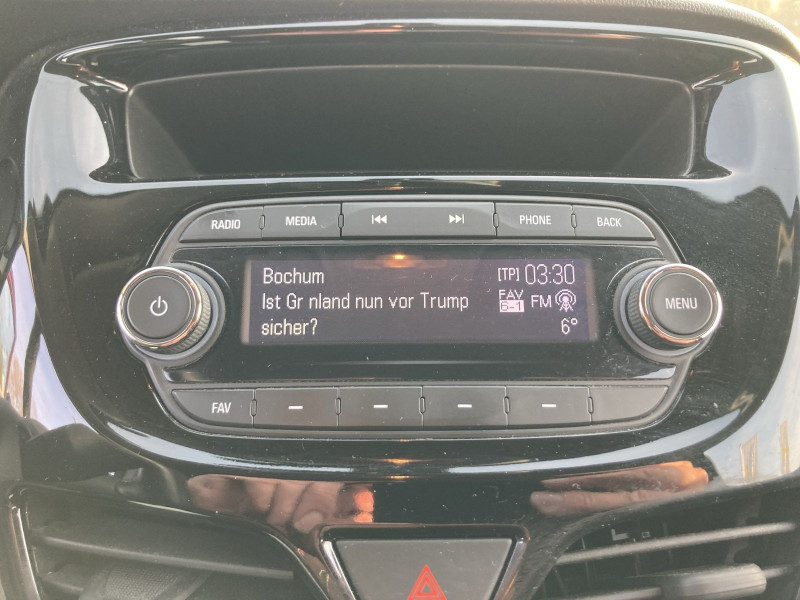 RADIO MEDIA PHONE BACK
Bochum [TP] 03:30
Ist Gr nland nun vor Trump FAV 6-1 FM
sicher? 6°
MENU
FAV